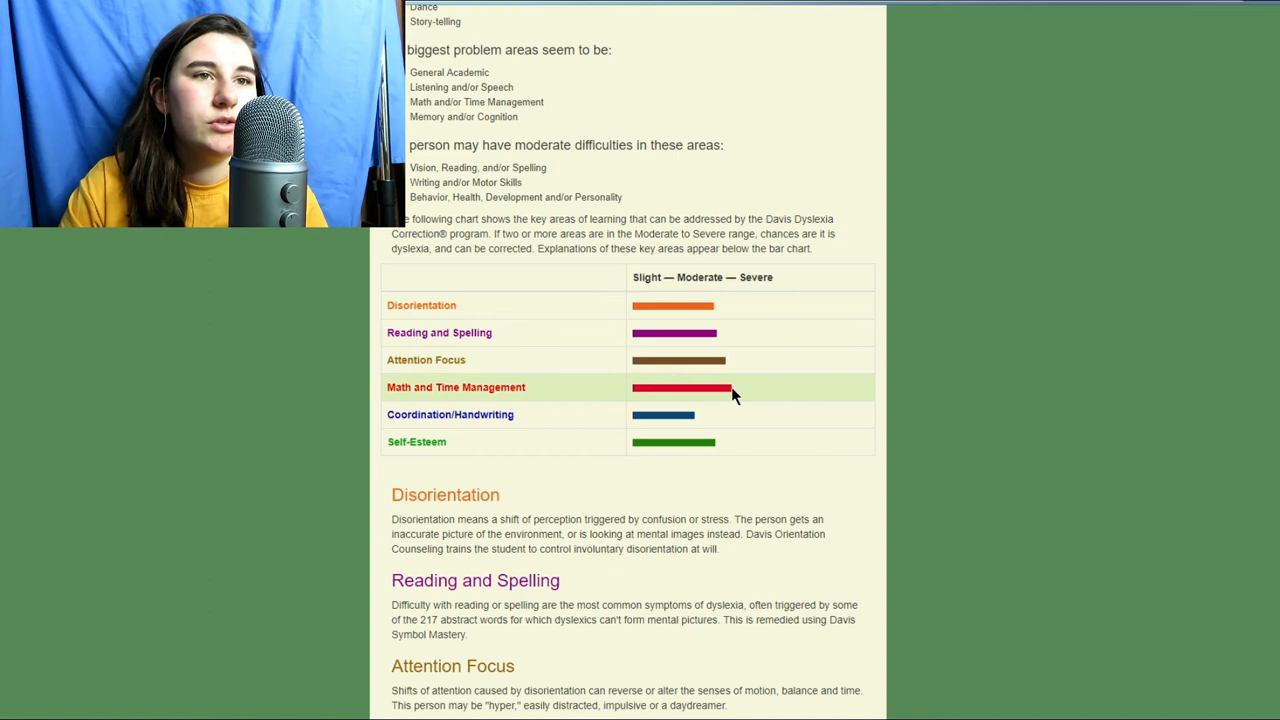 Dance
Story-telling
biggest problem areas seem to be:
General Academic
Listening and/or Speech
Math and/or Time Management
Memory and/or Cognition
person may have moderate difficulties in these areas:
Vision, Reading, and/or Spelling
Writing and/or Motor Skills
Behavior, Health, Development and/or Personality
following chart shows the key areas of learning that can be addressed by the Davis Dyslexia
Correction® program. If two or more areas are in the Moderate to Severe range, chances are it is
dyslexia, and can be corrected. Explanations of these key areas appear below the bar chart.
Slight — Moderate — Severe
Disorientation
Reading and Spelling
Attention Focus
Math and Time Management
Coordination/Handwriting
Self-Esteem
Disorientation
Disorientation means a shift of perception triggered by confusion or stress. The person gets an
inaccurate picture of the environment, or is looking at mental images instead. Davis Orientation
Counseling trains the student to control involuntary disorientation at will.
Reading and Spelling
Difficulty with reading or spelling are the most common symptoms of dyslexia, often triggered by some
of the 217 abstract words for which dyslexics can't form mental pictures. This is remedied using Davis
Symbol Mastery.
Attention Focus
Shifts of attention caused by disorientation can reverse or alter the senses of motion, balance and time.
This person may be "hyper," easily distracted, impulsive or a daydreamer.